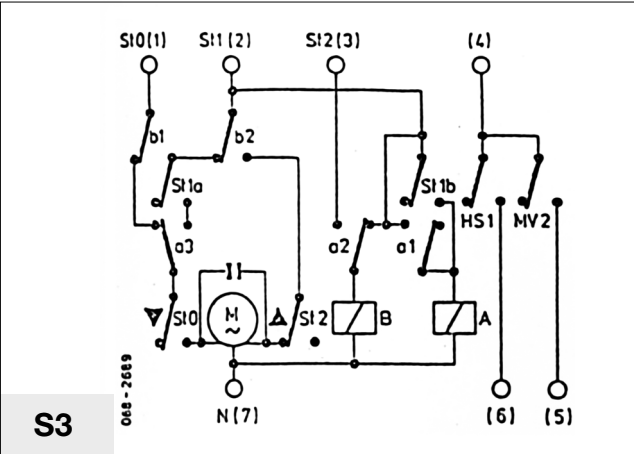 St0(1) St1(2) St2(3) (4)
b1 b2
St1a St1b
HS1 MV2
a3 a2 a1
St0 M ~ St2 B A
068-2689
N(7) (6) (5)
S3